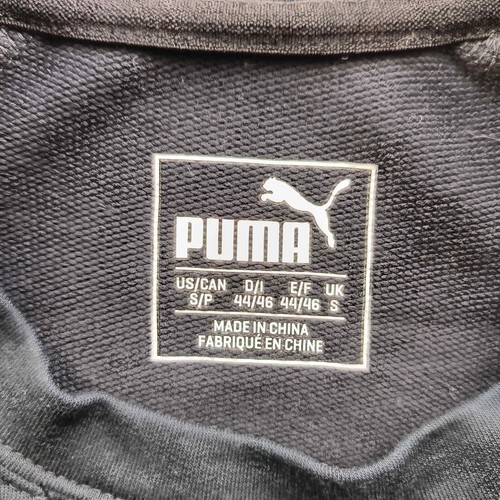 PUMA
US/CAN D/I E/F UK
S/P 44/46 44/46 S
MADE IN CHINA
FABRIQUÉ EN CHINE